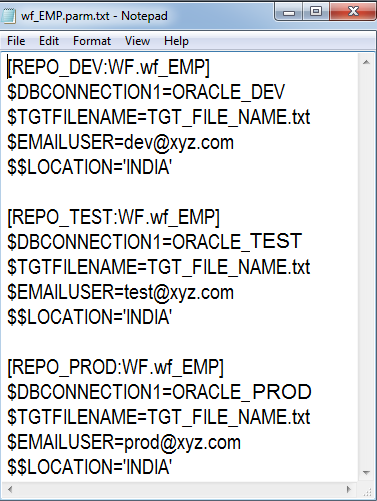 wf_EMP.parm.txt - Notepad
File Edit Format View Help
[REPO_DEV:WF.wf_EMP]
$DBCONNECTION1=ORACLE_DEV
$TGTFILENAME=TGT_FILE_NAME.txt
$EMAILUSER=dev@xyz.com
$$LOCATION='INDIA'
[REPO_TEST:WF.wf_EMP]
$DBCONNECTION1=ORACLE_TEST
$TGTFILENAME=TGT_FILE_NAME.txt
$EMAILUSER=test@xyz.com
$$LOCATION='INDIA'
[REPO_PROD:WF.wf_EMP]
$DBCONNECTION1=ORACLE_PROD
$TGTFILENAME=TGT_FILE_NAME.txt
$EMAILUSER=prod@xyz.com
$$LOCATION='INDIA'